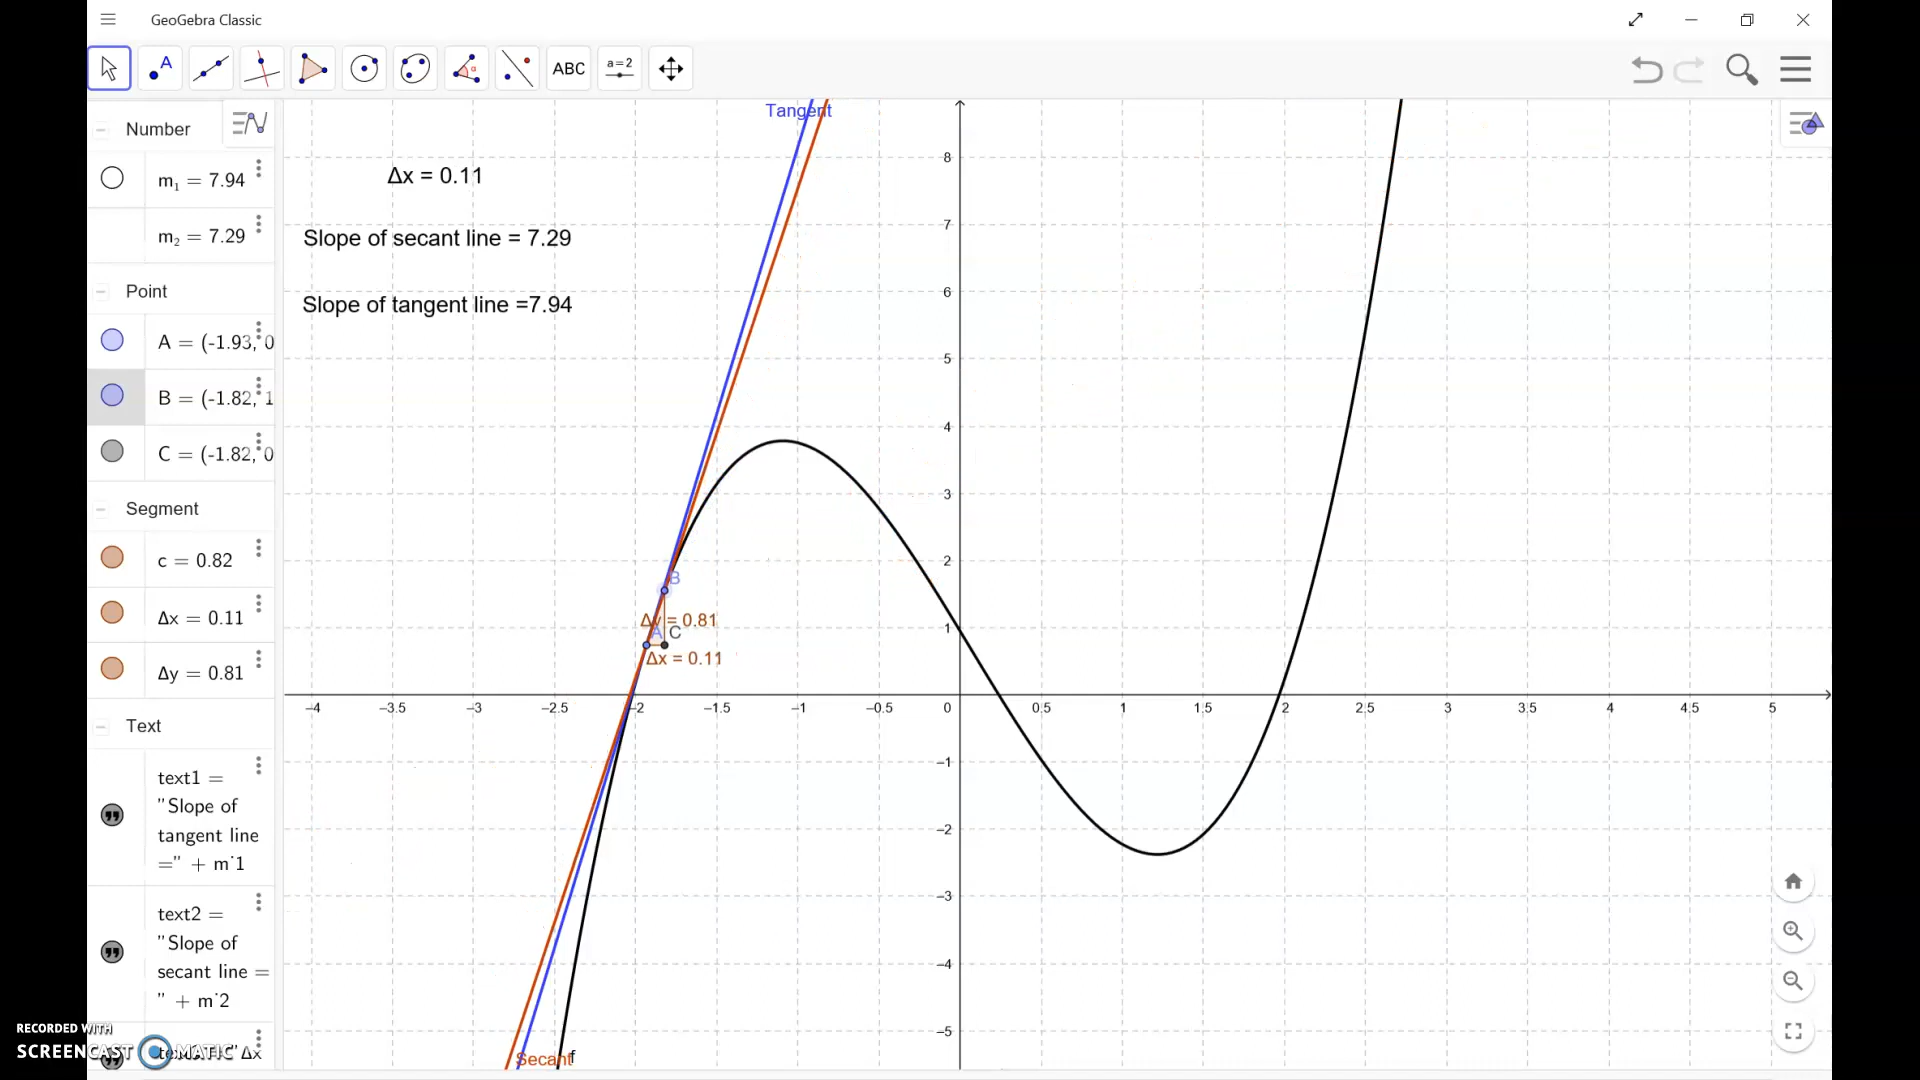 GeoGebra Classic
A
α
ABC
a=2
Number
m₁ = 7.94
m₂ = 7.29
Point
A = (-1.93, 0
B = (-1.82, 1
C = (-1.82, 0
Segment
c = 0.82
Δx = 0.11
Δy = 0.81
Text
text1 =
"Slope of
tangent line
=" + m˙1
text2 =
"Slope of
secant line =
" + m˙2
"Δx
Tangent
Δx = 0.11
Slope of secant line = 7.29
Slope of tangent line =7.94
B
Δy = 0.81
A C
Δx = 0.11
8
7
6
5
4
3
2
1
–4 –3.5 –3 –2.5 –2 –1.5 –1 –0.5 0 0.5 1 1.5 2 2.5 3 3.5 4 4.5 5
–1
–2
–3
–4
–5
Secant f
RECORDED WITH
SCREENCAST MATIC